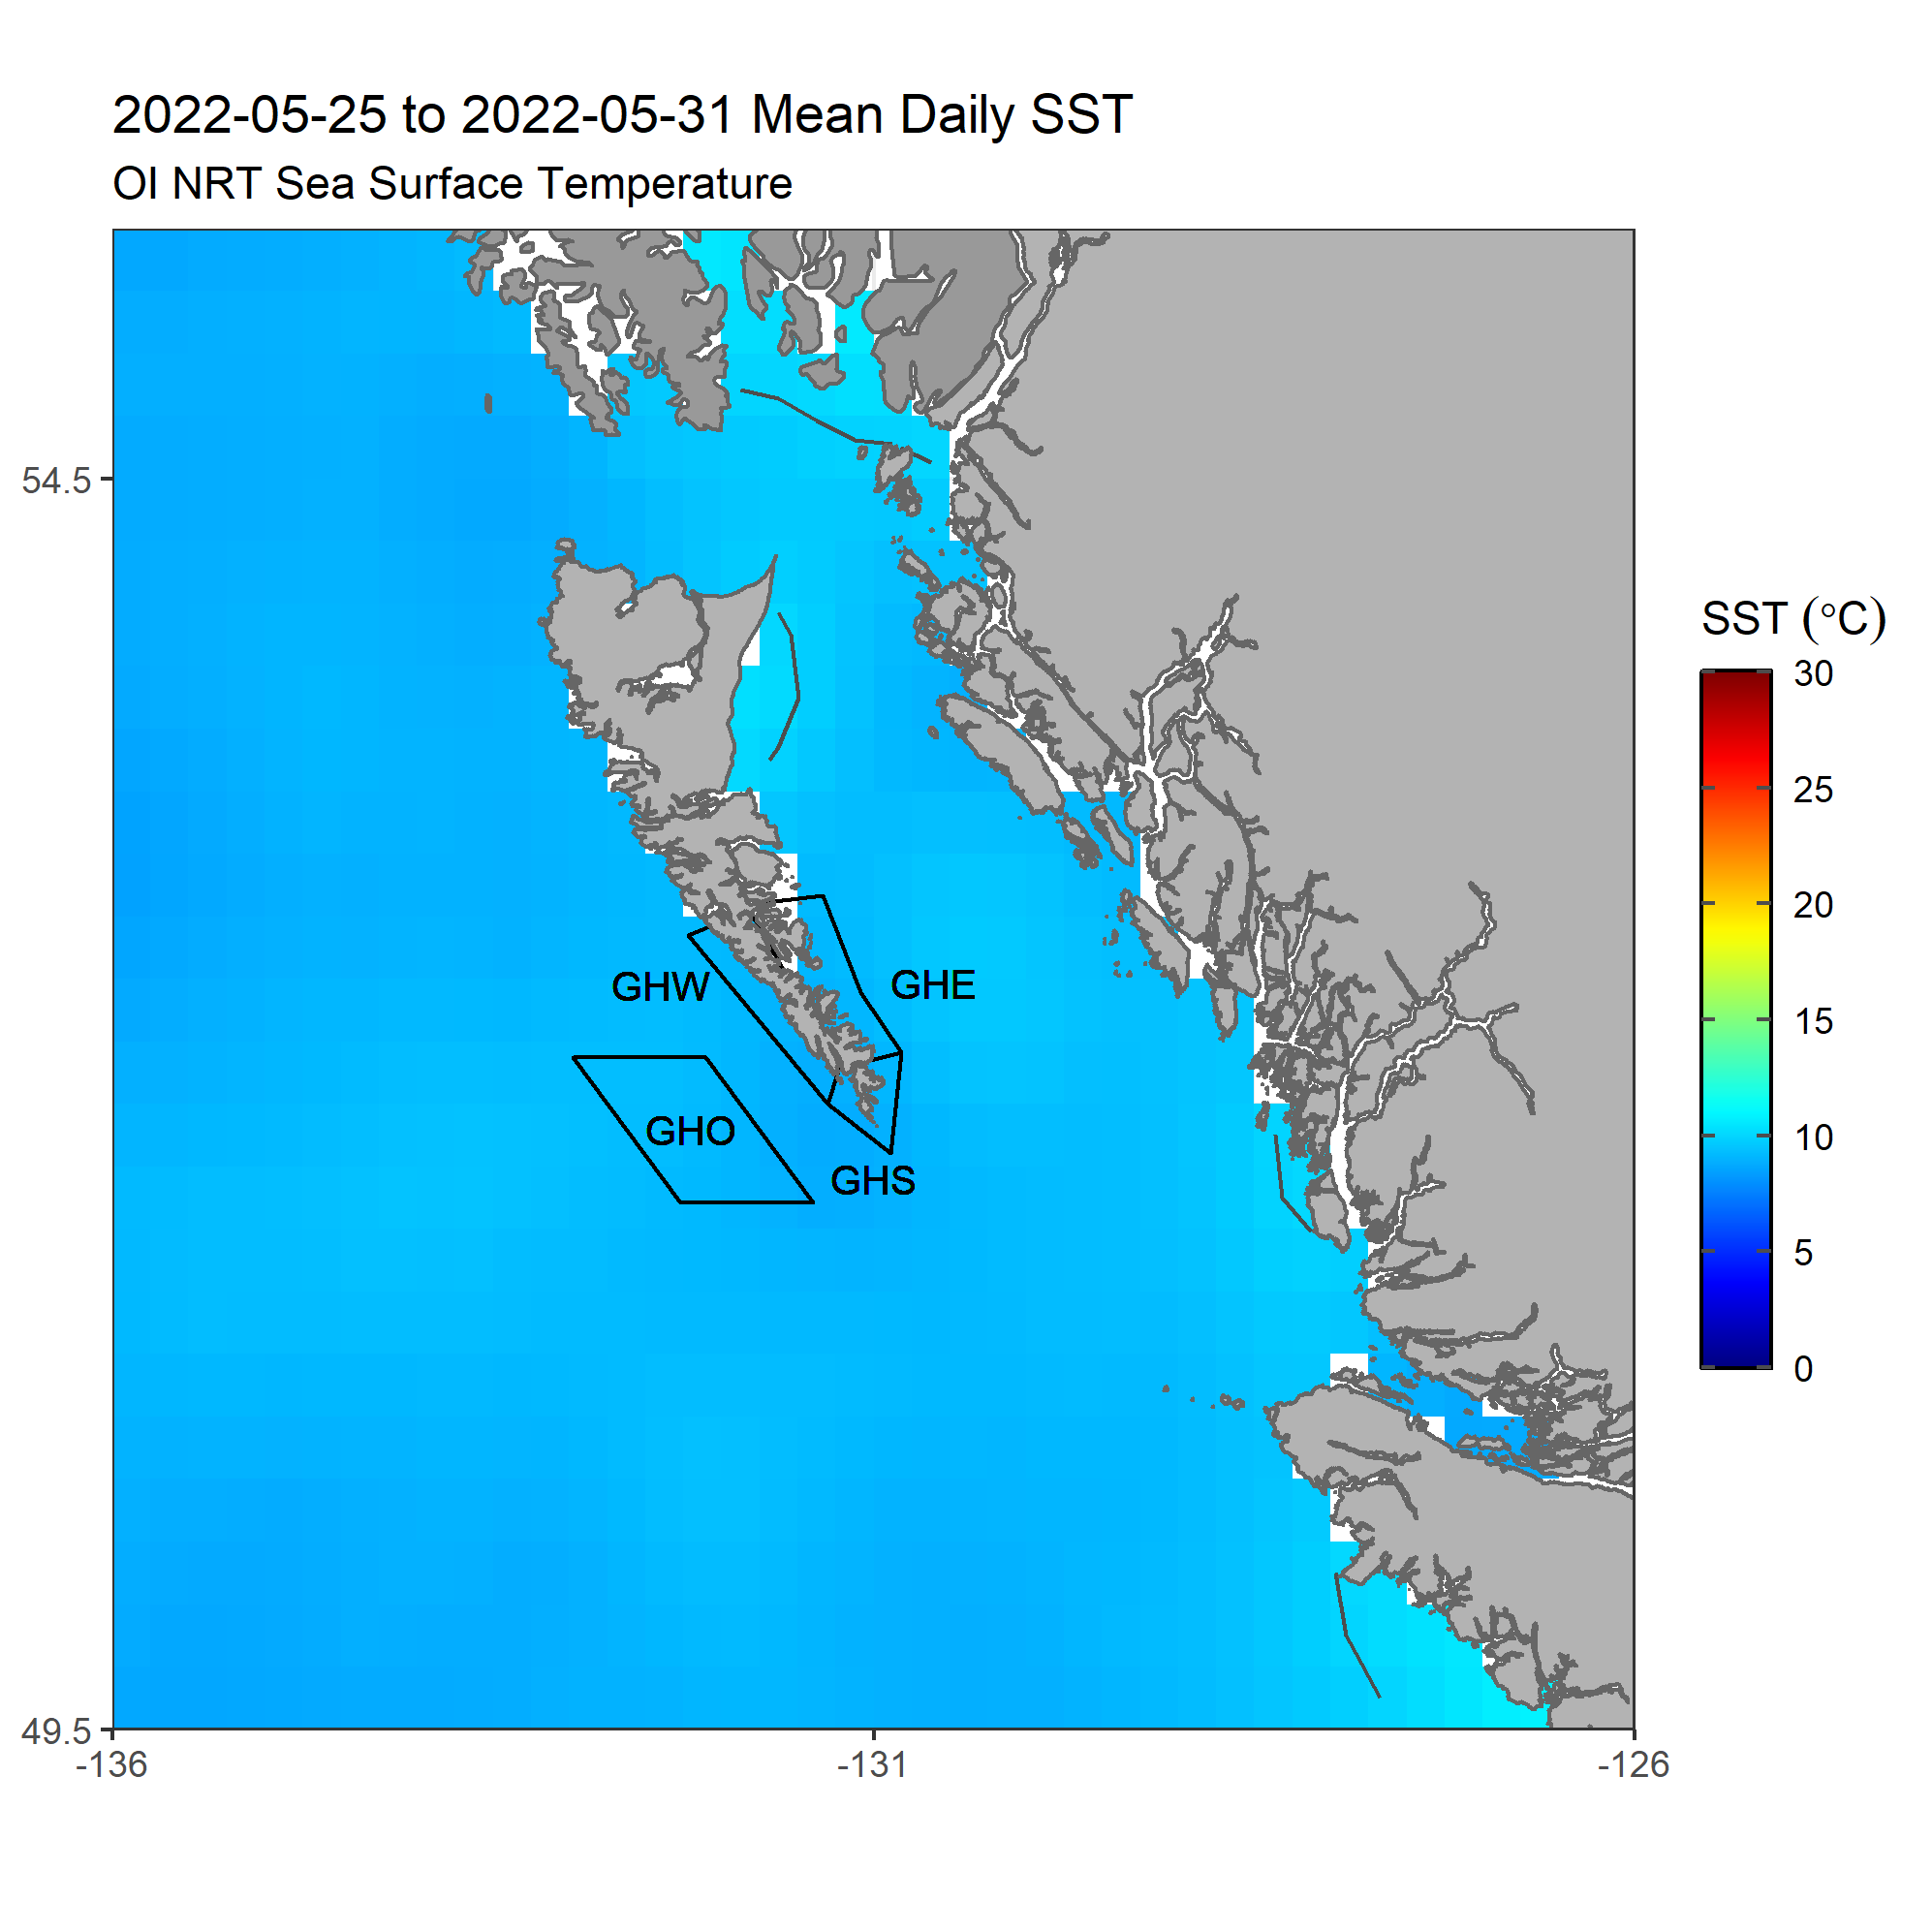 2022-05-25 to 2022-05-31 Mean Daily SST
OI NRT Sea Surface Temperature
54.5
49.5
-136
-131
-126
GHW
GHE
GHO
GHS
SST (°C)
30
25
20
15
10
5
0